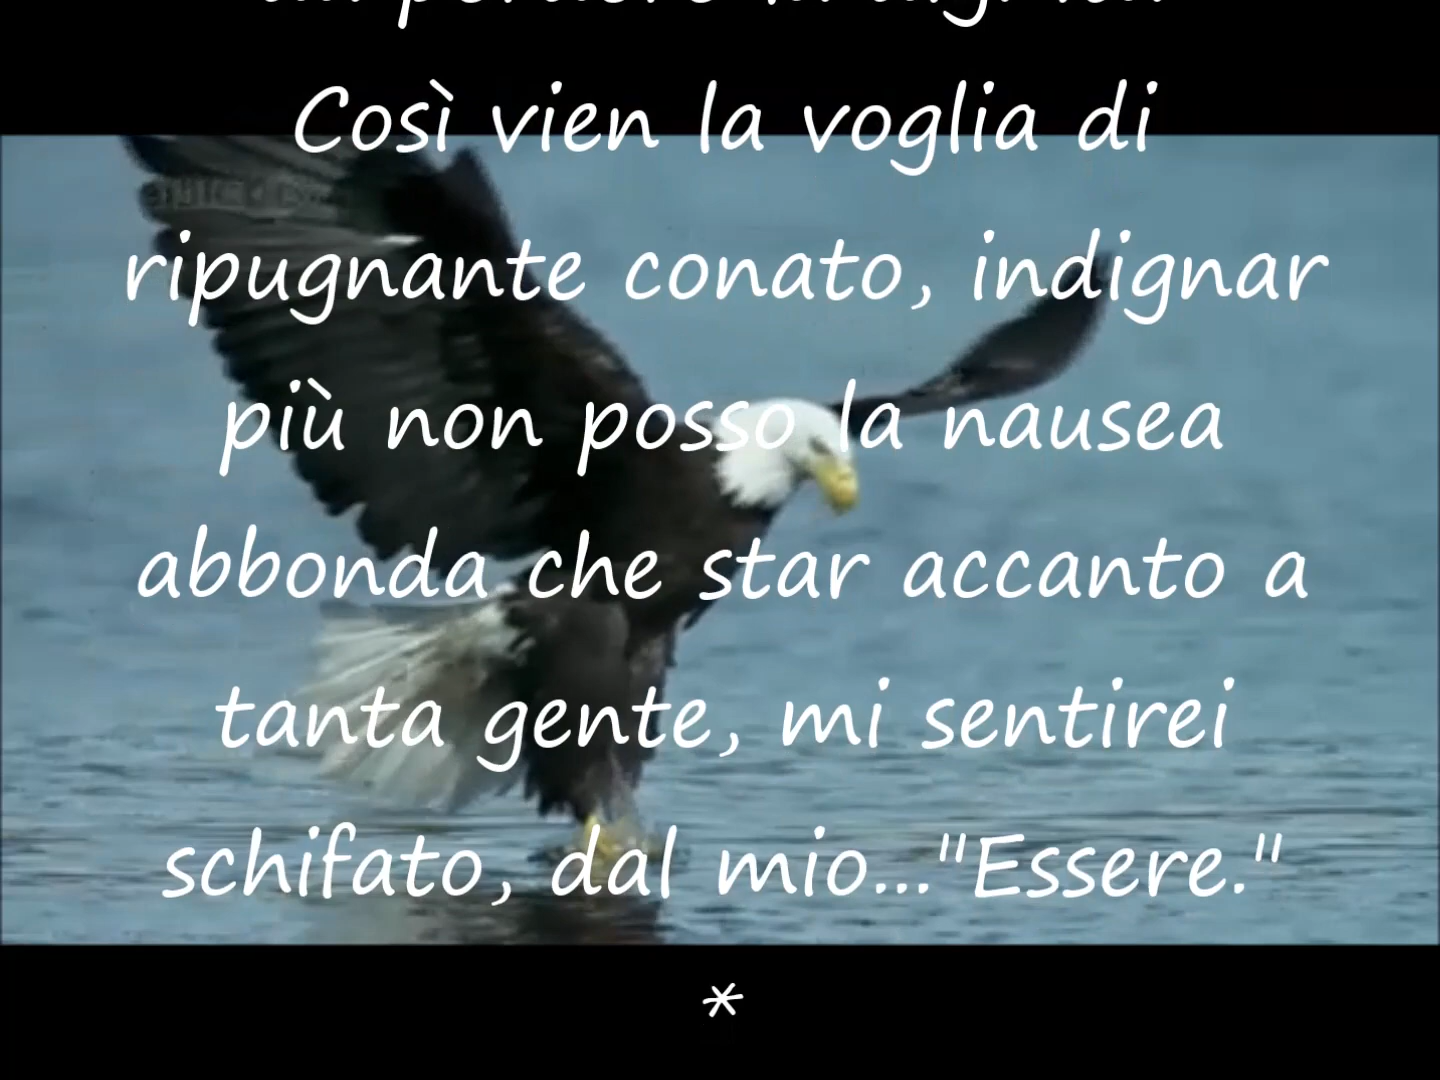 Così vien la voglia di
ripugnante conato, indignar
più non posso la nausea
abbonda che star accanto a
tanta gente, mi sentirei
schifato, dal mio..."Essere."
*